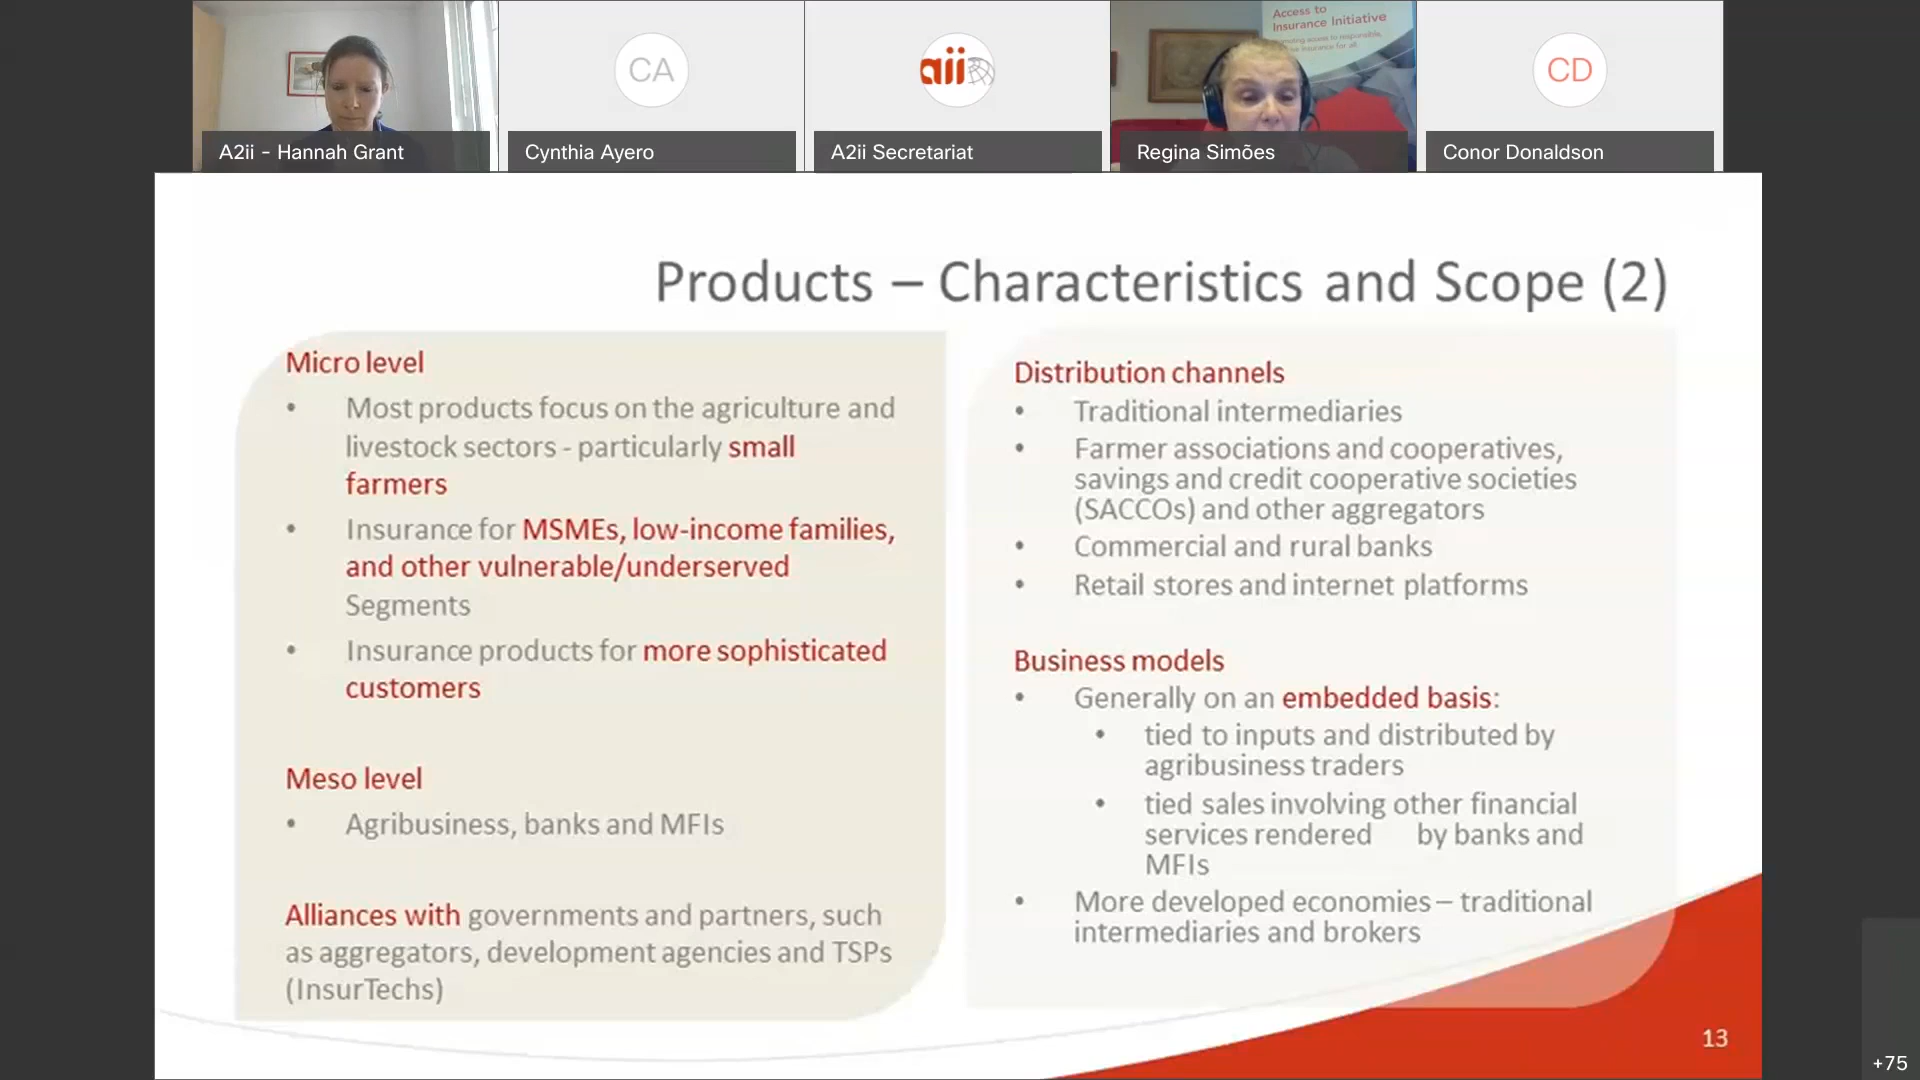 Access to
Insurance Initiative
CA
aii
CD
A2ii - Hannah Grant
Cynthia Ayero
A2ii Secretariat
Regina Simões
Conor Donaldson
Products – Characteristics and Scope (2)
Micro level
• Most products focus on the agriculture and
livestock sectors - particularly small
farmers
• Insurance for MSMEs, low-income families,
and other vulnerable/underserved
Segments
• Insurance products for more sophisticated
customers
Meso level
• Agribusiness, banks and MFIs
Alliances with governments and partners, such
as aggregators, development agencies and TSPs
(InsurTechs)
Distribution channels
• Traditional intermediaries
• Farmer associations and cooperatives,
savings and credit cooperative societies
(SACCOs) and other aggregators
• Commercial and rural banks
• Retail stores and internet platforms
Business models
• Generally on an embedded basis:
• tied to inputs and distributed by
agribusiness traders
• tied sales involving other financial
services rendered by banks and
MFIs
• More developed economies – traditional
intermediaries and brokers
13
+75